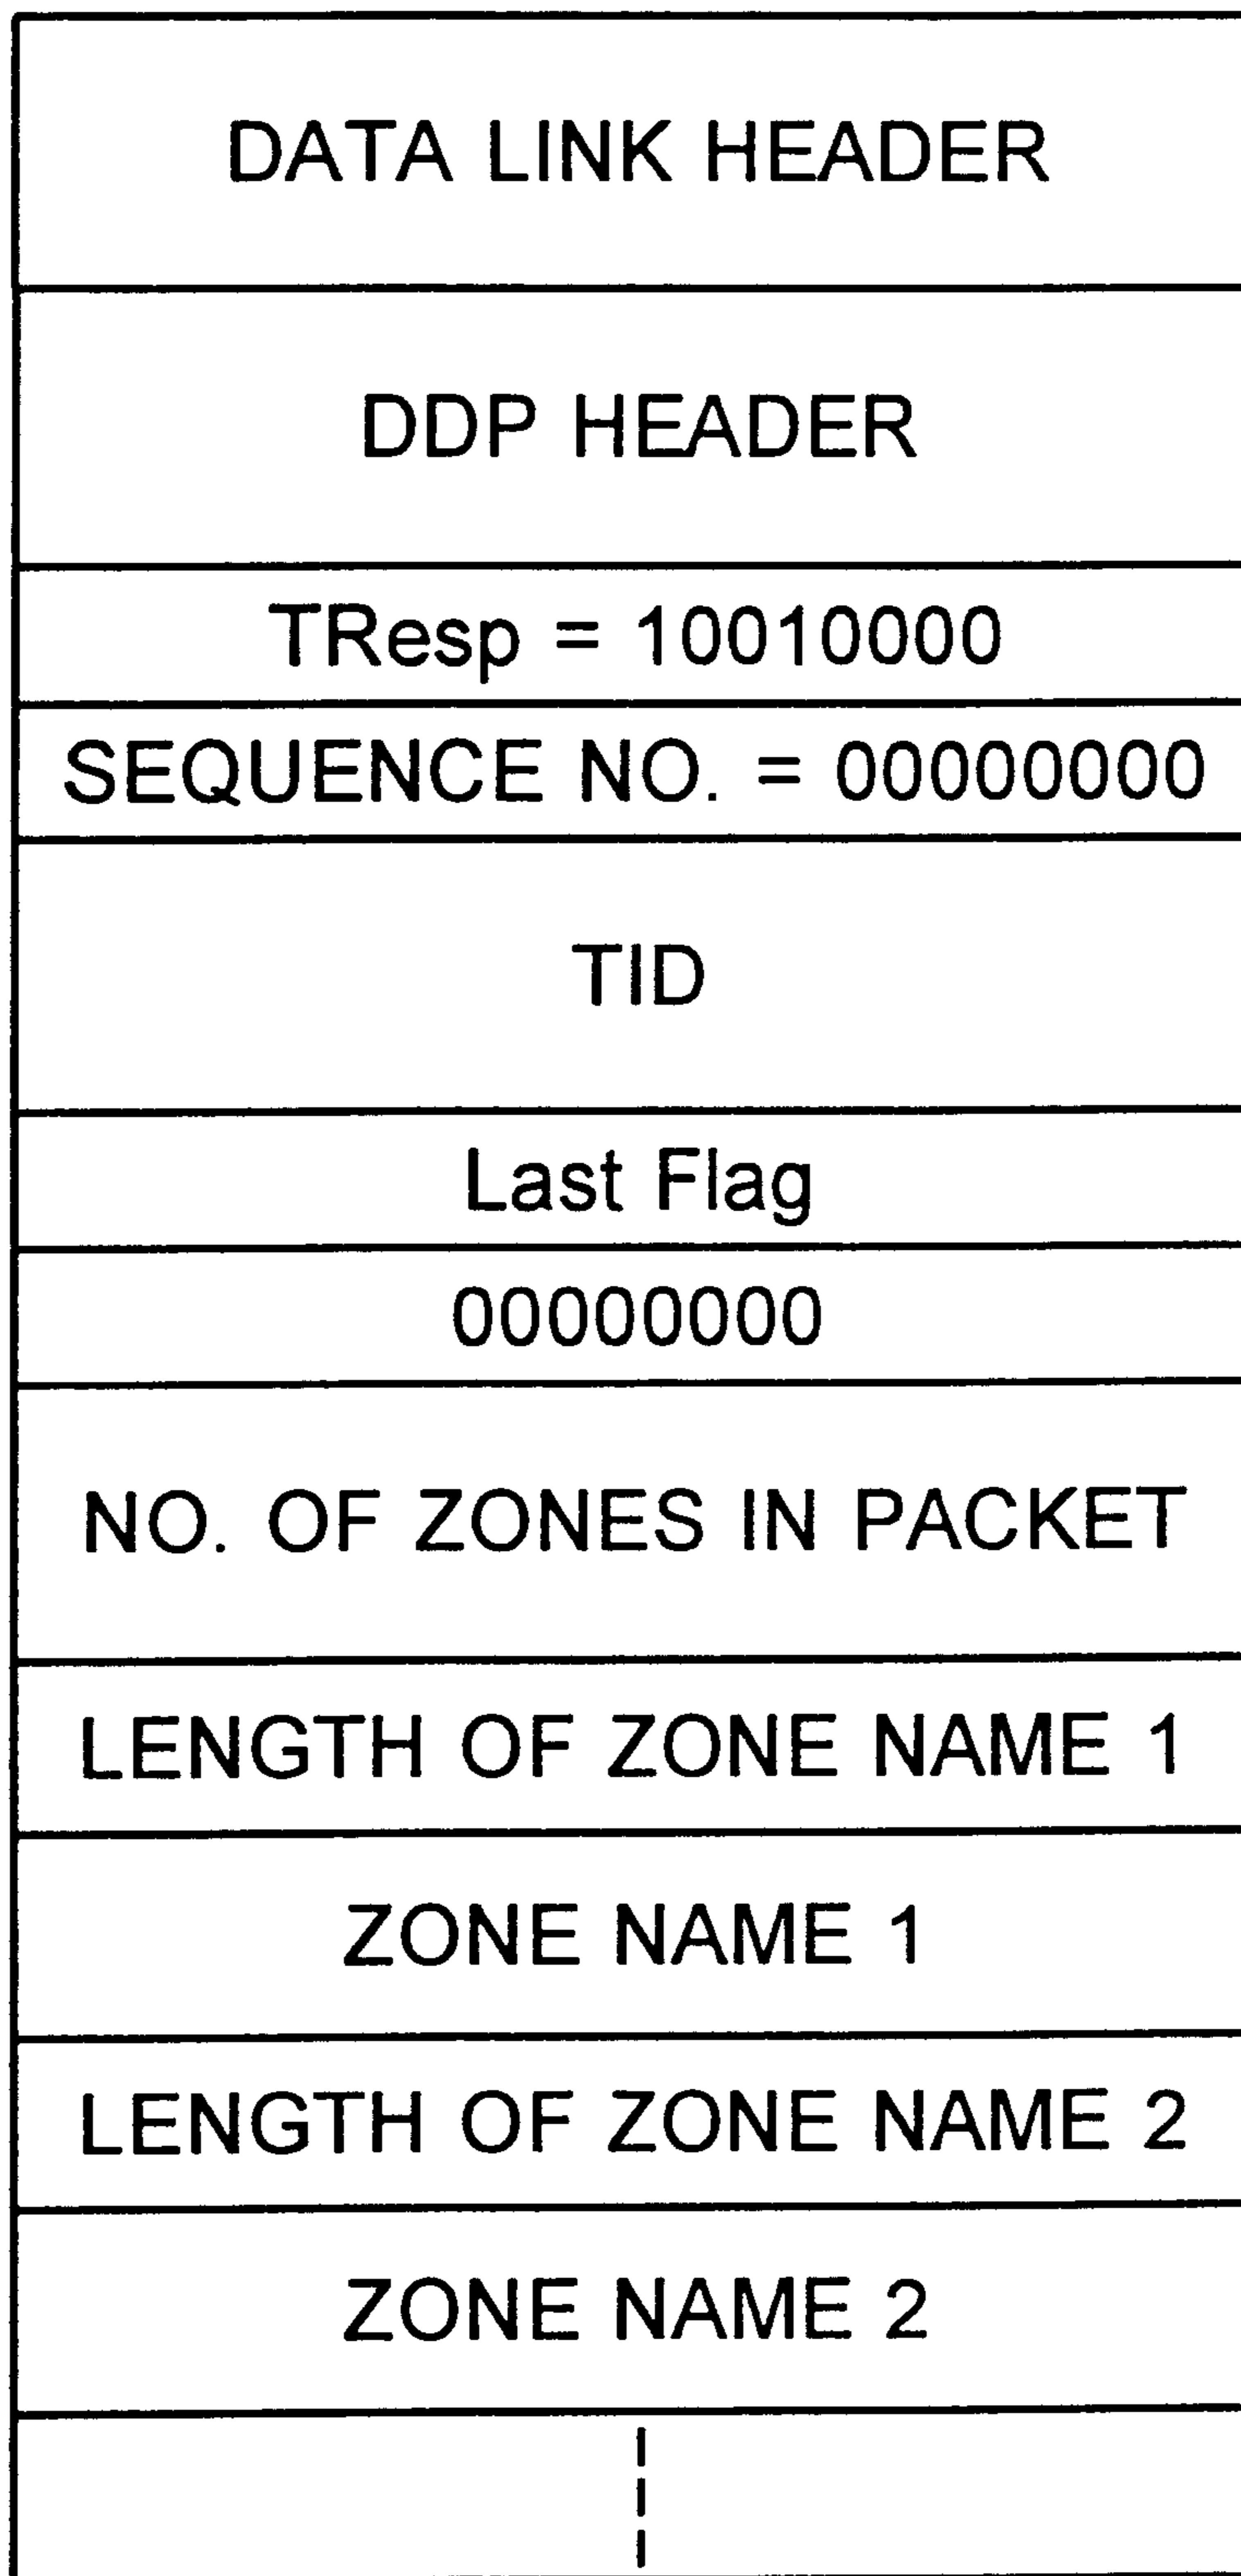 DATA LINK HEADER
DDP HEADER
TResp = 10010000
SEQUENCE NO. = 00000000
TID
Last Flag
00000000
NO. OF ZONES IN PACKET
LENGTH OF ZONE NAME 1
ZONE NAME 1
LENGTH OF ZONE NAME 2
ZONE NAME 2